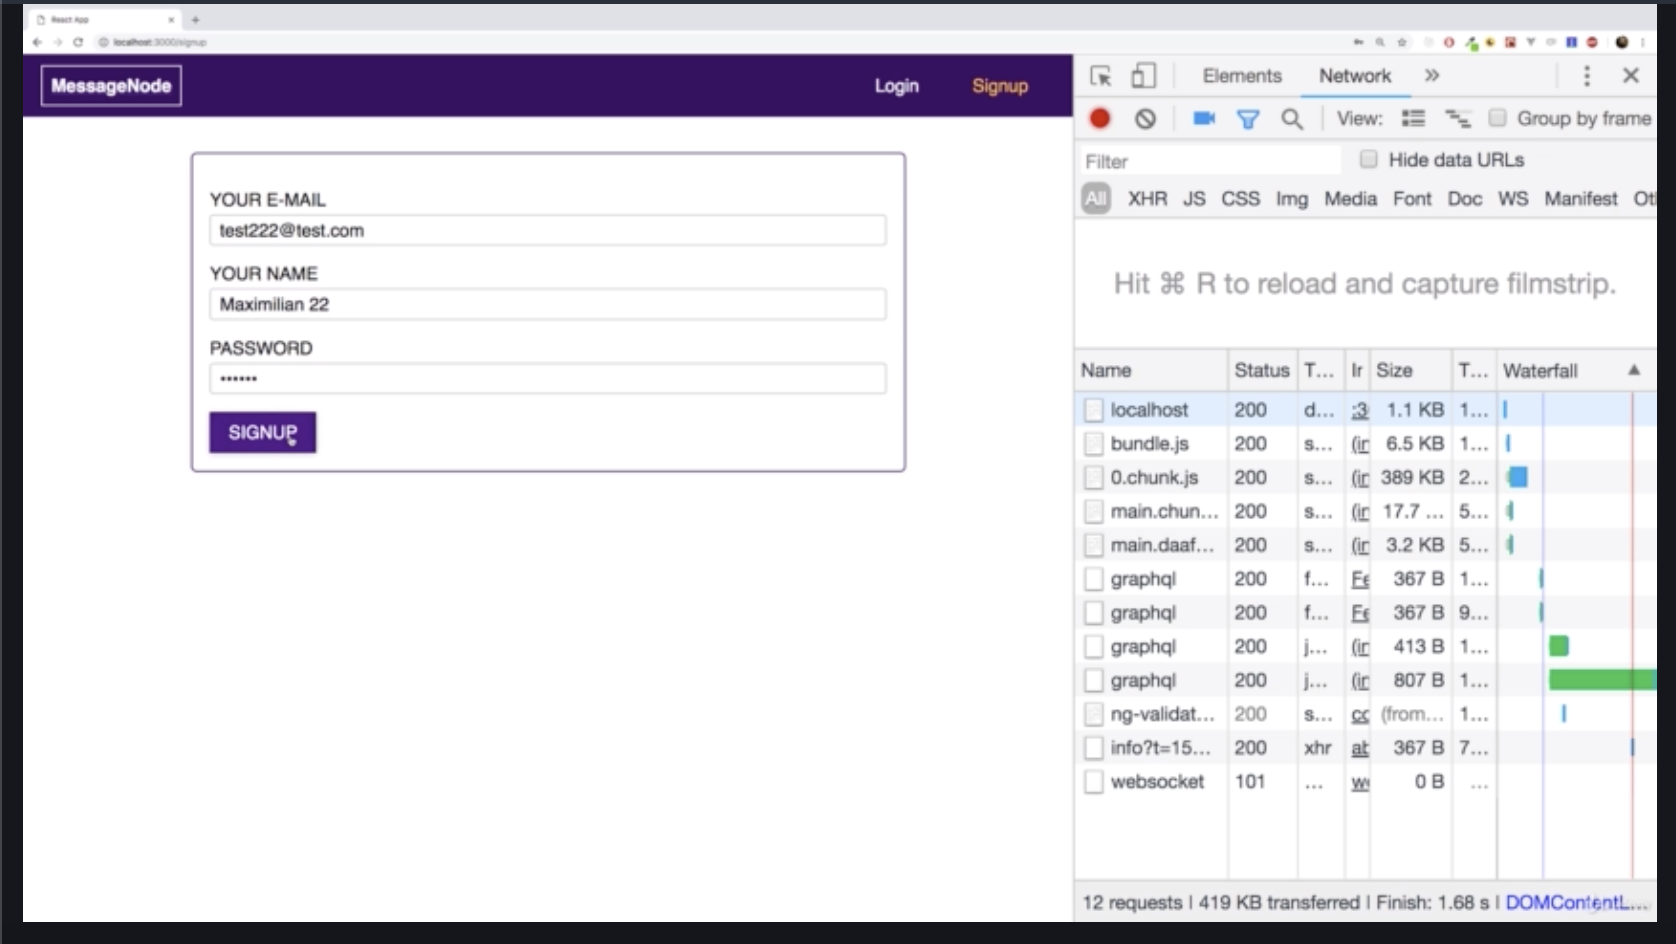 React App
localhost:3000/signup
MessageNode
Login
Signup
YOUR E-MAIL
test222@test.com
YOUR NAME
Maximilian 22
PASSWORD
••••••
SIGNUP
Elements Network »
View: Group by frame
Filter
Hide data URLs
All XHR JS CSS Img Media Font Doc WS Manifest
Hit ⌘ R to reload and capture filmstrip.
Name Status T... Ir Size T... Waterfall
localhost 200 d... :3 1.1 KB 1...
bundle.js 200 s... (ir 6.5 KB 1...
0.chunk.js 200 s... (ir 389 KB 2...
main.chun... 200 s... (ir 17.7 ... 5...
main.daaf... 200 s... (ir 3.2 KB 5...
graphql 200 f... Fe 367 B 1...
graphql 200 f... Fe 367 B 9...
graphql 200 j... (ir 413 B 1...
graphql 200 j... (ir 807 B 1...
ng-validat... 200 s... cc (from... 1...
info?t=15... 200 xhr at 367 B 7...
websocket 101 ... 0 B ...
12 requests | 419 KB transferred | Finish: 1.68 s | DOMContentL...